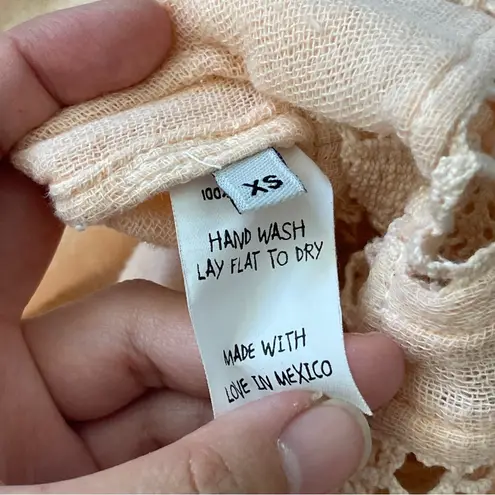 100%
XS
HAND WASH
LAY FLAT TO DRY
MADE WITH
LOVE IN MEXICO